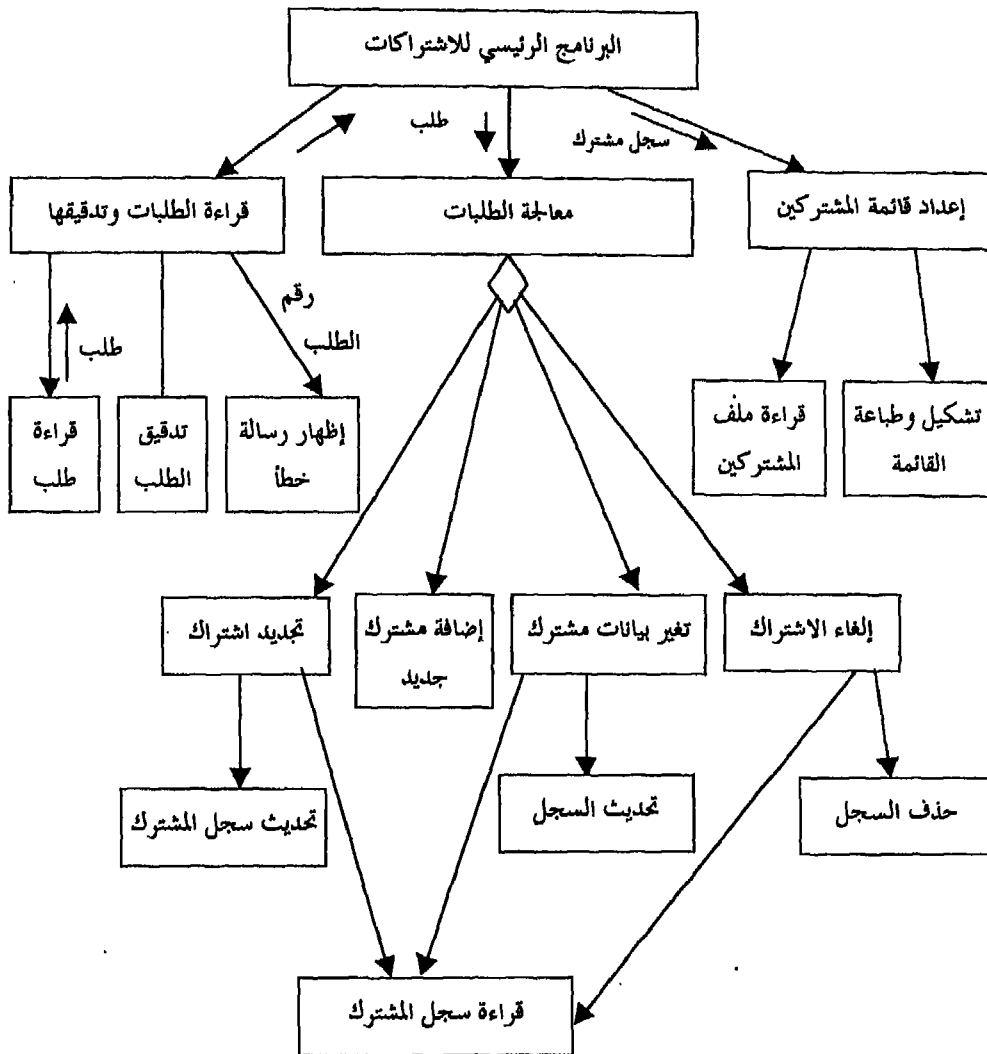 البرنامج الرئيسي للاشتراكات
طلب
سجل مشترك
قراءة الطلبات وتدقيقها
معالجة الطلبات
إعداد قائمة المشتركين
رقم
الطلب
طلب
قراءة
طلب
تدقيق
الطلب
إظهار رسالة
خطأ
قراءة ملف
المشتركين
تشكيل وطباعة
القائمة
تجديد اشتراك
إضافة مشترك
جديد
تغير بيانات مشترك
إلغاء الاشتراك
تحديث سجل المشترك
تحديث السجل
حذف السجل
قراءة سجل المشترك